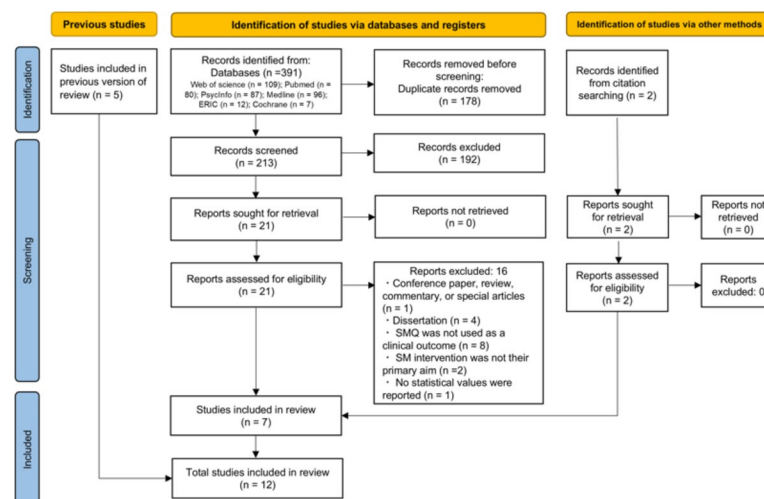 Previous studies
Identification of studies via databases and registers
Identification of studies via other methods
Identification
Studies included in
previous version of
review (n = 5)
Records identified from:
Databases (n =391)
Web of science (n = 109); Pubmed (n =
80); PsycInfo (n = 87); Medline (n = 96);
ERIC (n = 12); Cochrane (n = 7)
Records removed before
screening:
Duplicate records removed
(n = 178)
Records identified
from citation
searching (n = 2)
Screening
Records screened
(n = 213)
Records excluded
(n = 192)
Reports sought for retrieval
(n = 21)
Reports not retrieved
(n = 0)
Reports sought
for retrieval
(n = 2)
Reports not
retrieved
(n = 0)
Reports assessed for eligibility
(n = 21)
Reports excluded: 16
· Conference paper, review,
commentary, or special articles
(n = 1)
· Dissertation (n = 4)
· SMQ was not used as a
clinical outcome (n = 8)
· SM intervention was not their
primary aim (n =2)
· No statistical values were
reported (n = 1)
Reports assessed
for eligibility
(n = 2)
Reports
excluded: 0
Included
Studies included in review
(n = 7)
Total studies included in review
(n = 12)